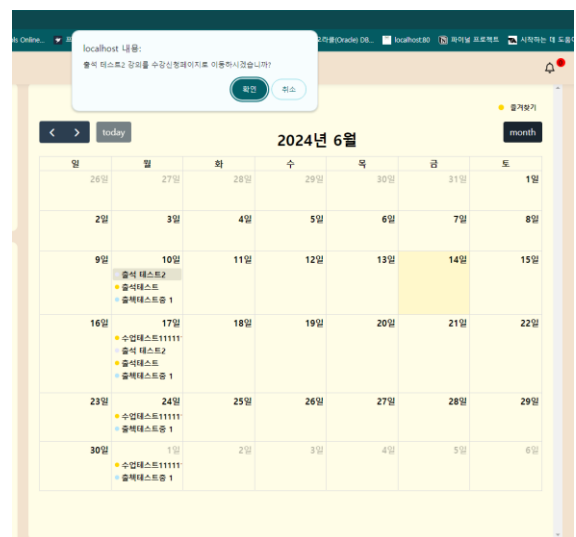 ols Online...
오라클(Oracle) DB...
localhost:80
파이널 프로젝트
시작하는 데 도움이
localhost 내용:
출석 테스트2 강의를 수강신청페이지로 이동하시겠습니까?
확인 취소
즐겨찾기
< > today
2024년 6월
month
일 월 화 수 목 금 토
26일 27일 28일 29일 30일 31일 1일
2일 3일 4일 5일 6일 7일 8일
9일 10일 11일 12일 13일 14일 15일
출석 테스트2
출석테스트
출책테스트중 1
16일 17일 18일 19일 20일 21일 22일
수업테스트11111
출석 테스트2
출석테스트
출책테스트중 1
23일 24일 25일 26일 27일 28일 29일
수업테스트11111
출책테스트중 1
30일 1일 2일 3일 4일 5일 6일
수업테스트11111
출책테스트중 1